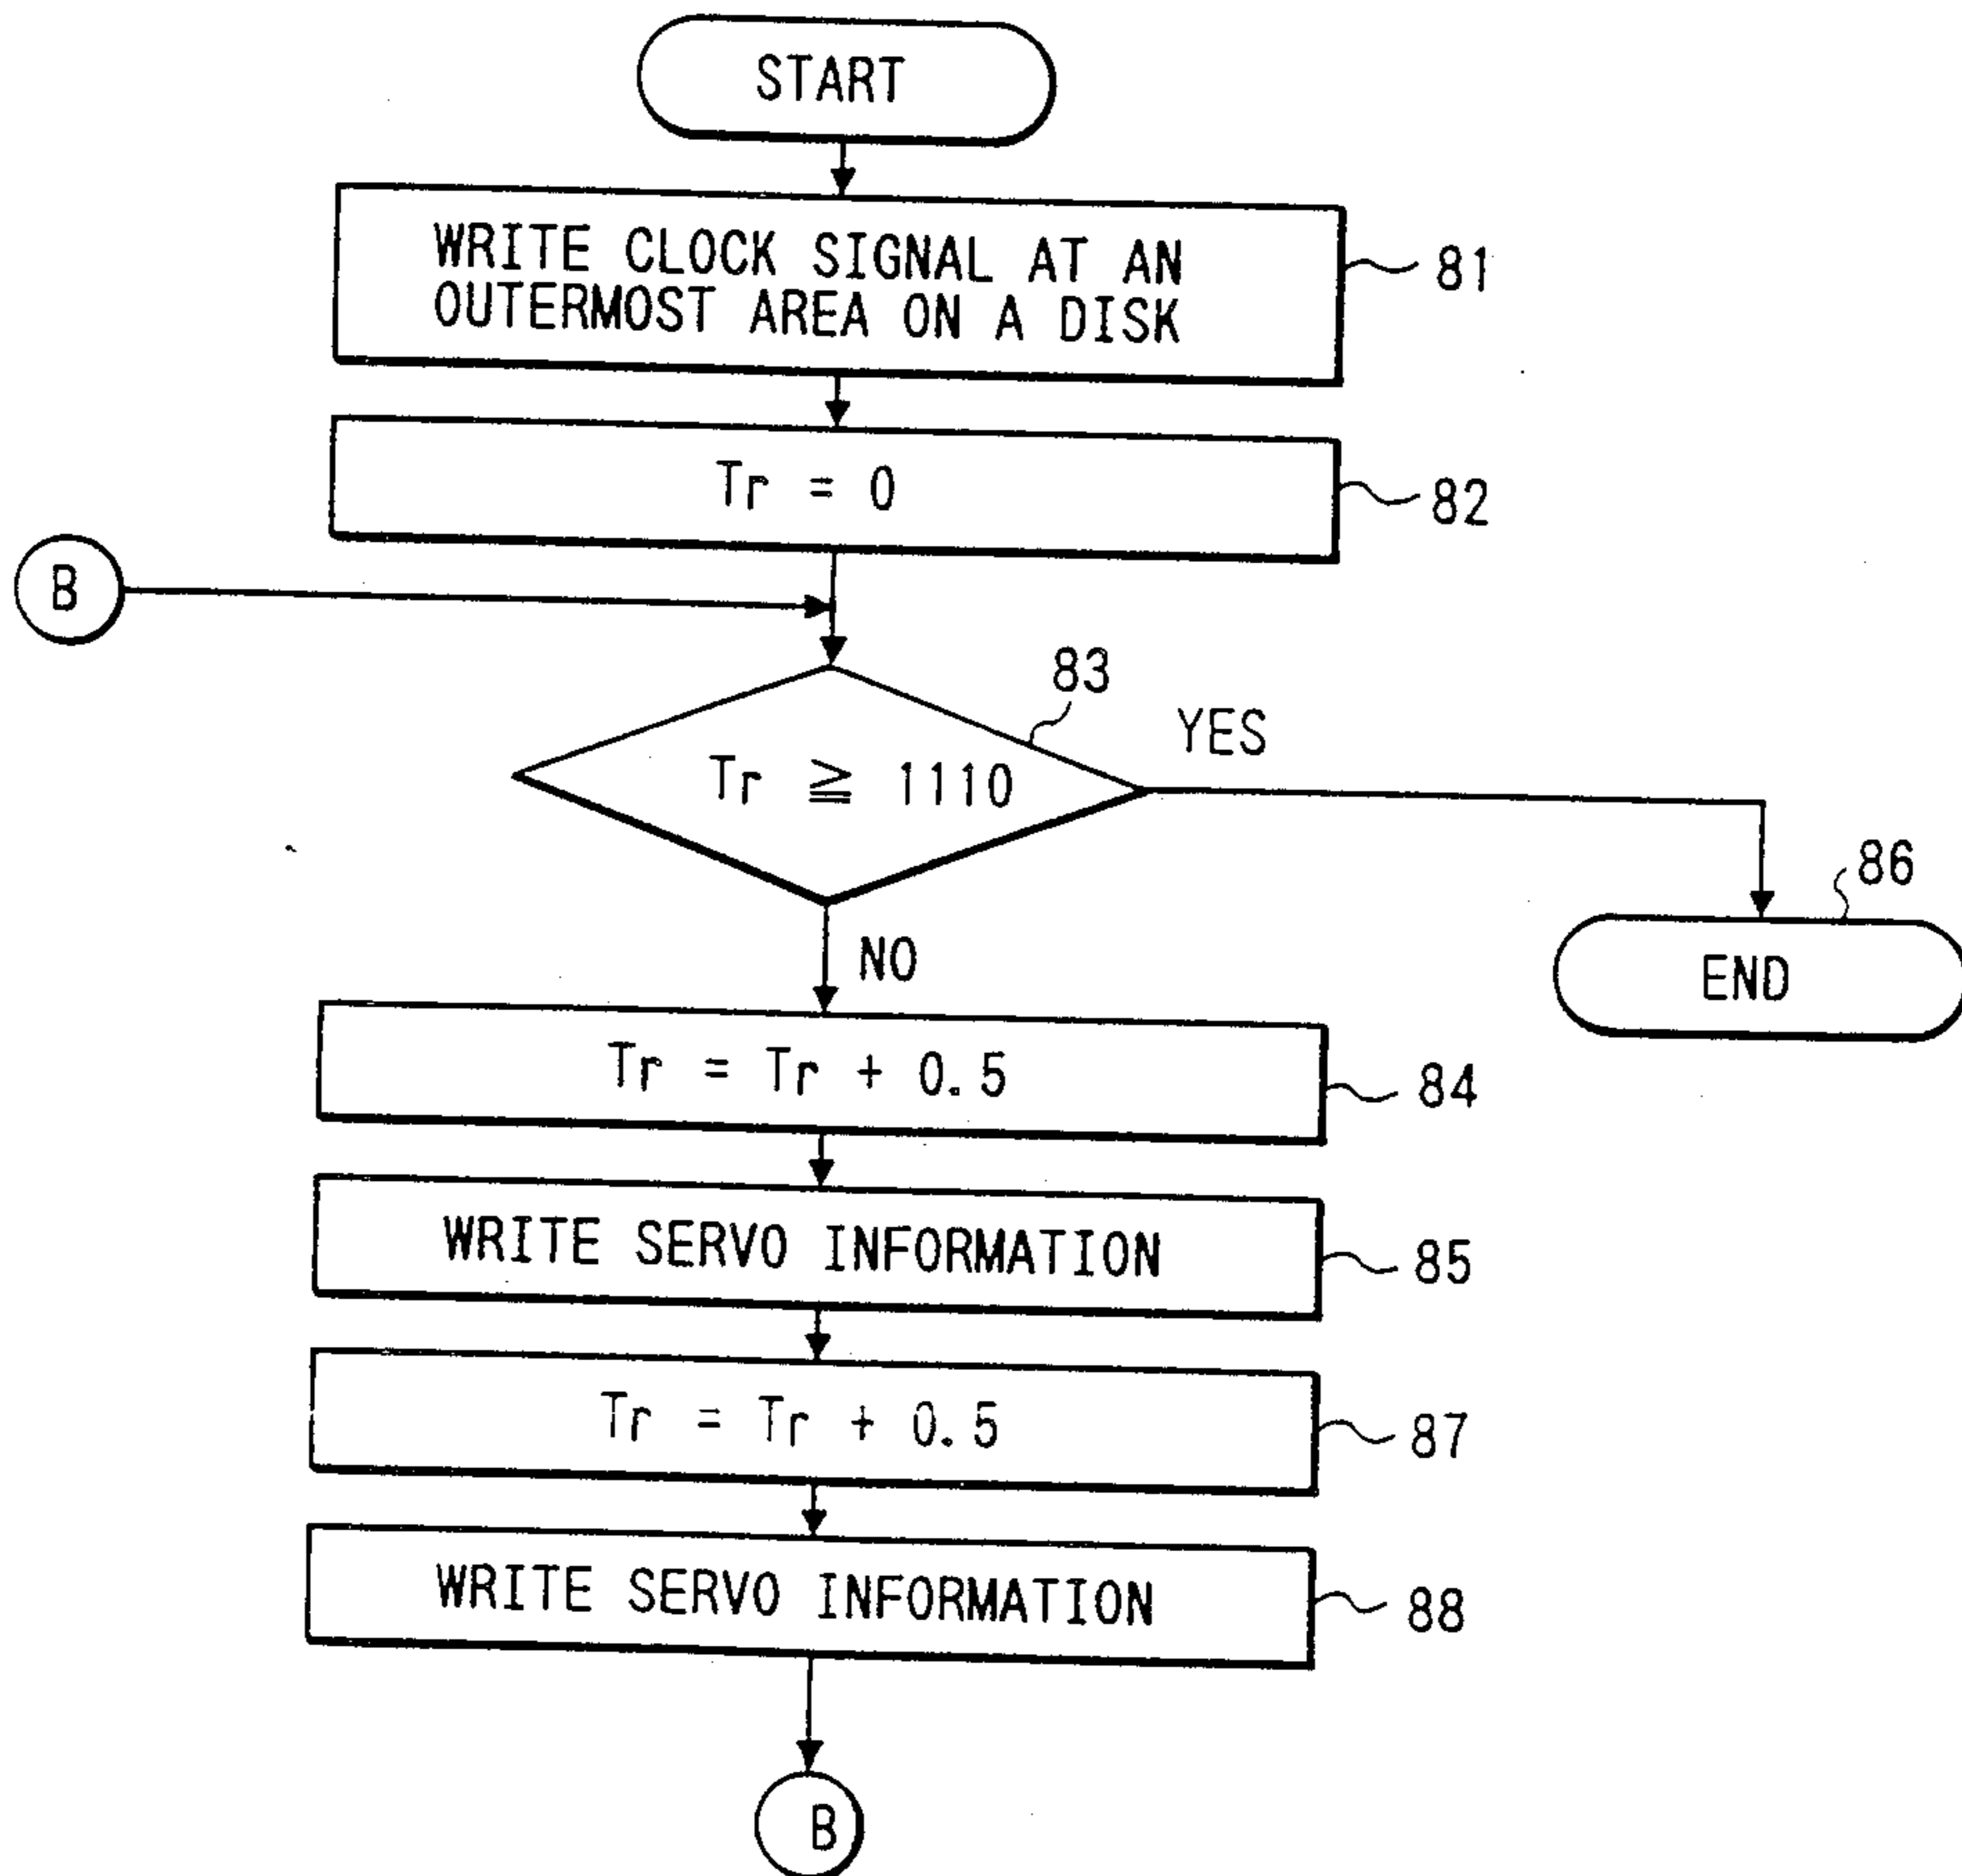 START
WRITE CLOCK SIGNAL AT AN
OUTERMOST AREA ON A DISK
81
Tr = 0
82
B
83
Tr ≧ 1110
YES
86
END
NO
Tr = Tr + 0.5
84
WRITE SERVO INFORMATION
85
Tr = Tr + 0.5
87
WRITE SERVO INFORMATION
88
B